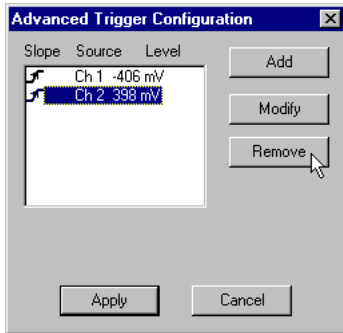 Advanced Trigger Configuration
Slope Source Level
Ch 1 -406 mV
Ch 2 398 mV
Add
Modify
Remove
Apply Cancel